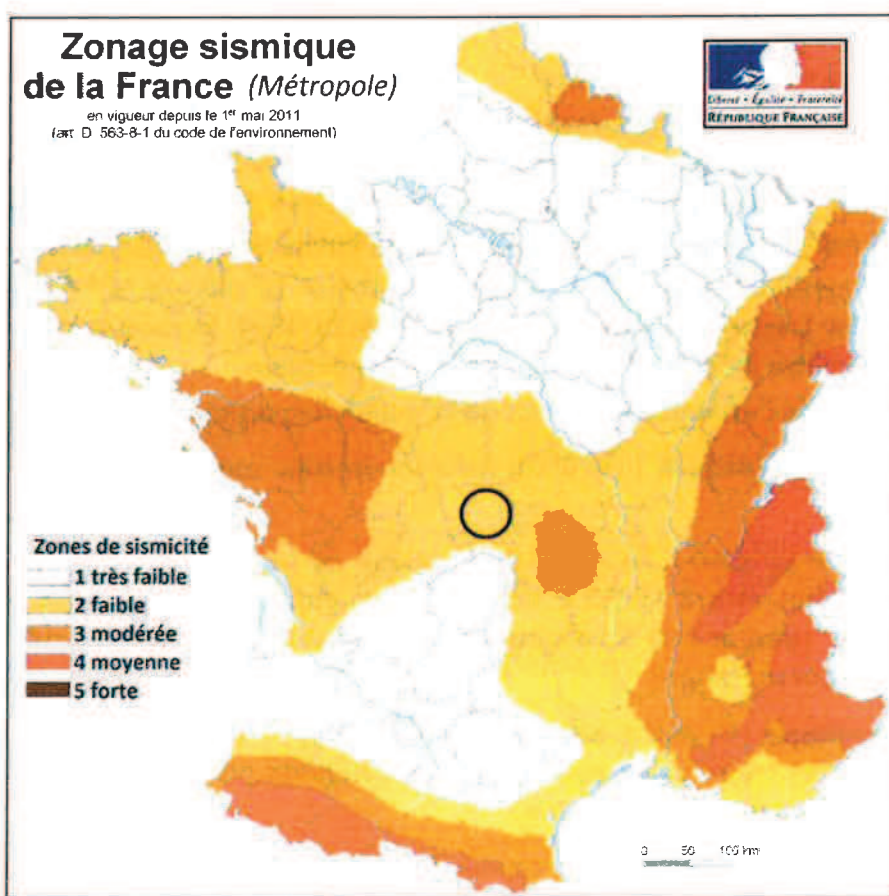 Zonage sismique
de la France (Métropole)
en vigueur depuis le 1er mai 2011
(art. D. 563-8-1 du code de l'environnement)
Liberté • Égalité • Fraternité
RÉPUBLIQUE FRANÇAISE
Zones de sismicité
1 très faible
2 faible
3 modérée
4 moyenne
5 forte
0 50 100 km